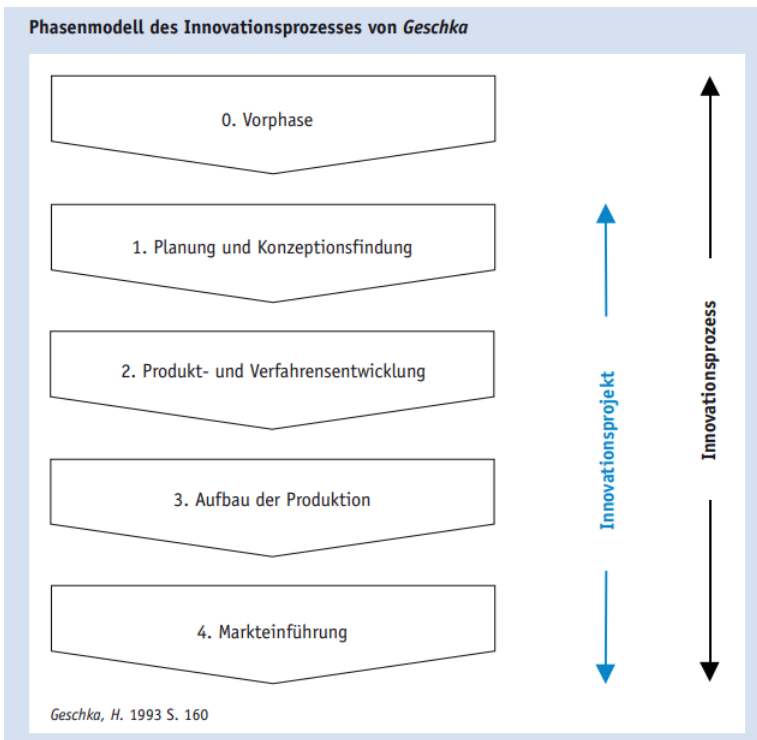 Phasenmodell des Innovationsprozesses von Geschka
0. Vorphase
1. Planung und Konzeptionsfindung
2. Produkt- und Verfahrensentwicklung
3. Aufbau der Produktion
4. Markteinführung
Innovationsprojekt
Innovationsprozess
Geschka, H. 1993 S. 160